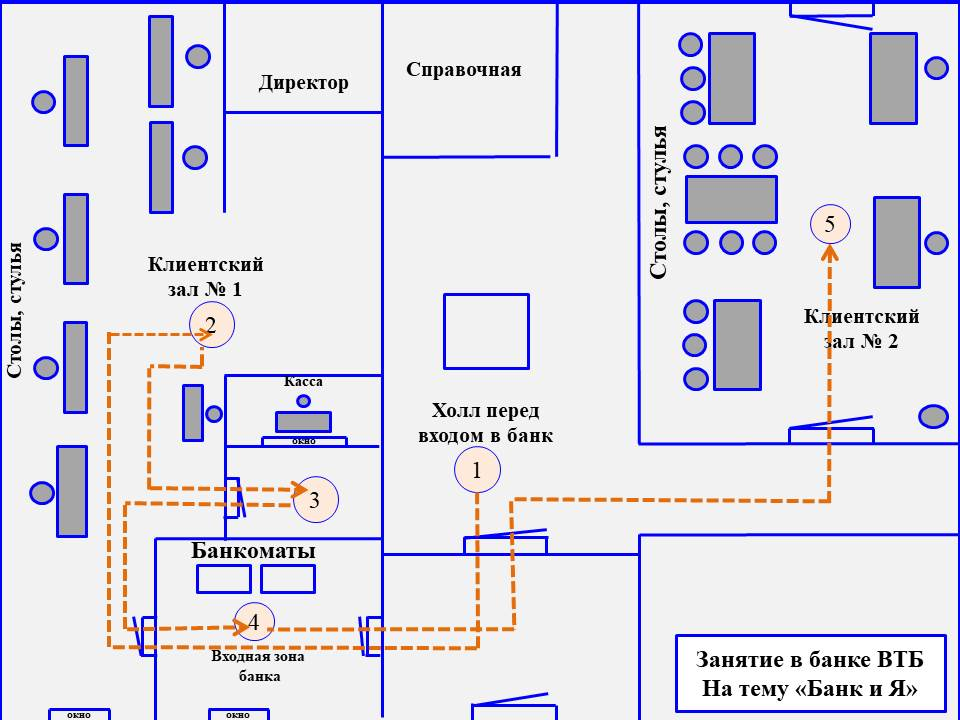 Директор
Справочная
Столы, стулья
5
Столы, стулья
Клиентский
зал № 1
2
Клиентский
зал № 2
Касса
окно
Холл перед
входом в банк
1
3
Банкоматы
4
Входная зона
банка
Занятие в банке ВТБ
На тему «Банк и Я»
окно
окно